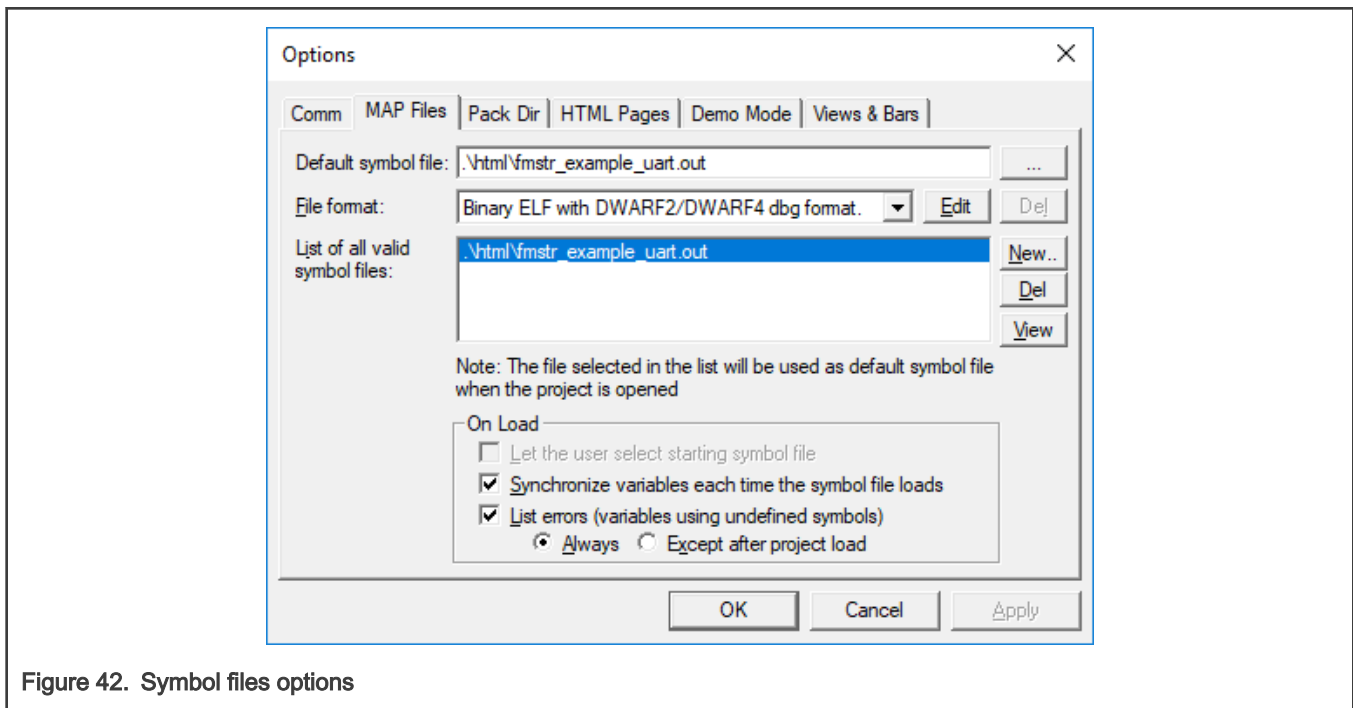 Options
Comm MAP Files Pack Dir HTML Pages Demo Mode Views & Bars
Default symbol file: .\html\fmstr_example_uart.out ...
File format: Binary ELF with DWARF2/DWARF4 dbg format. Edit Del
List of all valid
symbol files:
.\html\fmstr_example_uart.out
New..
Del
View
Note: The file selected in the list will be used as default symbol file
when the project is opened
On Load
Let the user select starting symbol file
Synchronize variables each time the symbol file loads
List errors (variables using undefined symbols)
Always Except after project load
OK Cancel Apply
Figure 42. Symbol files options